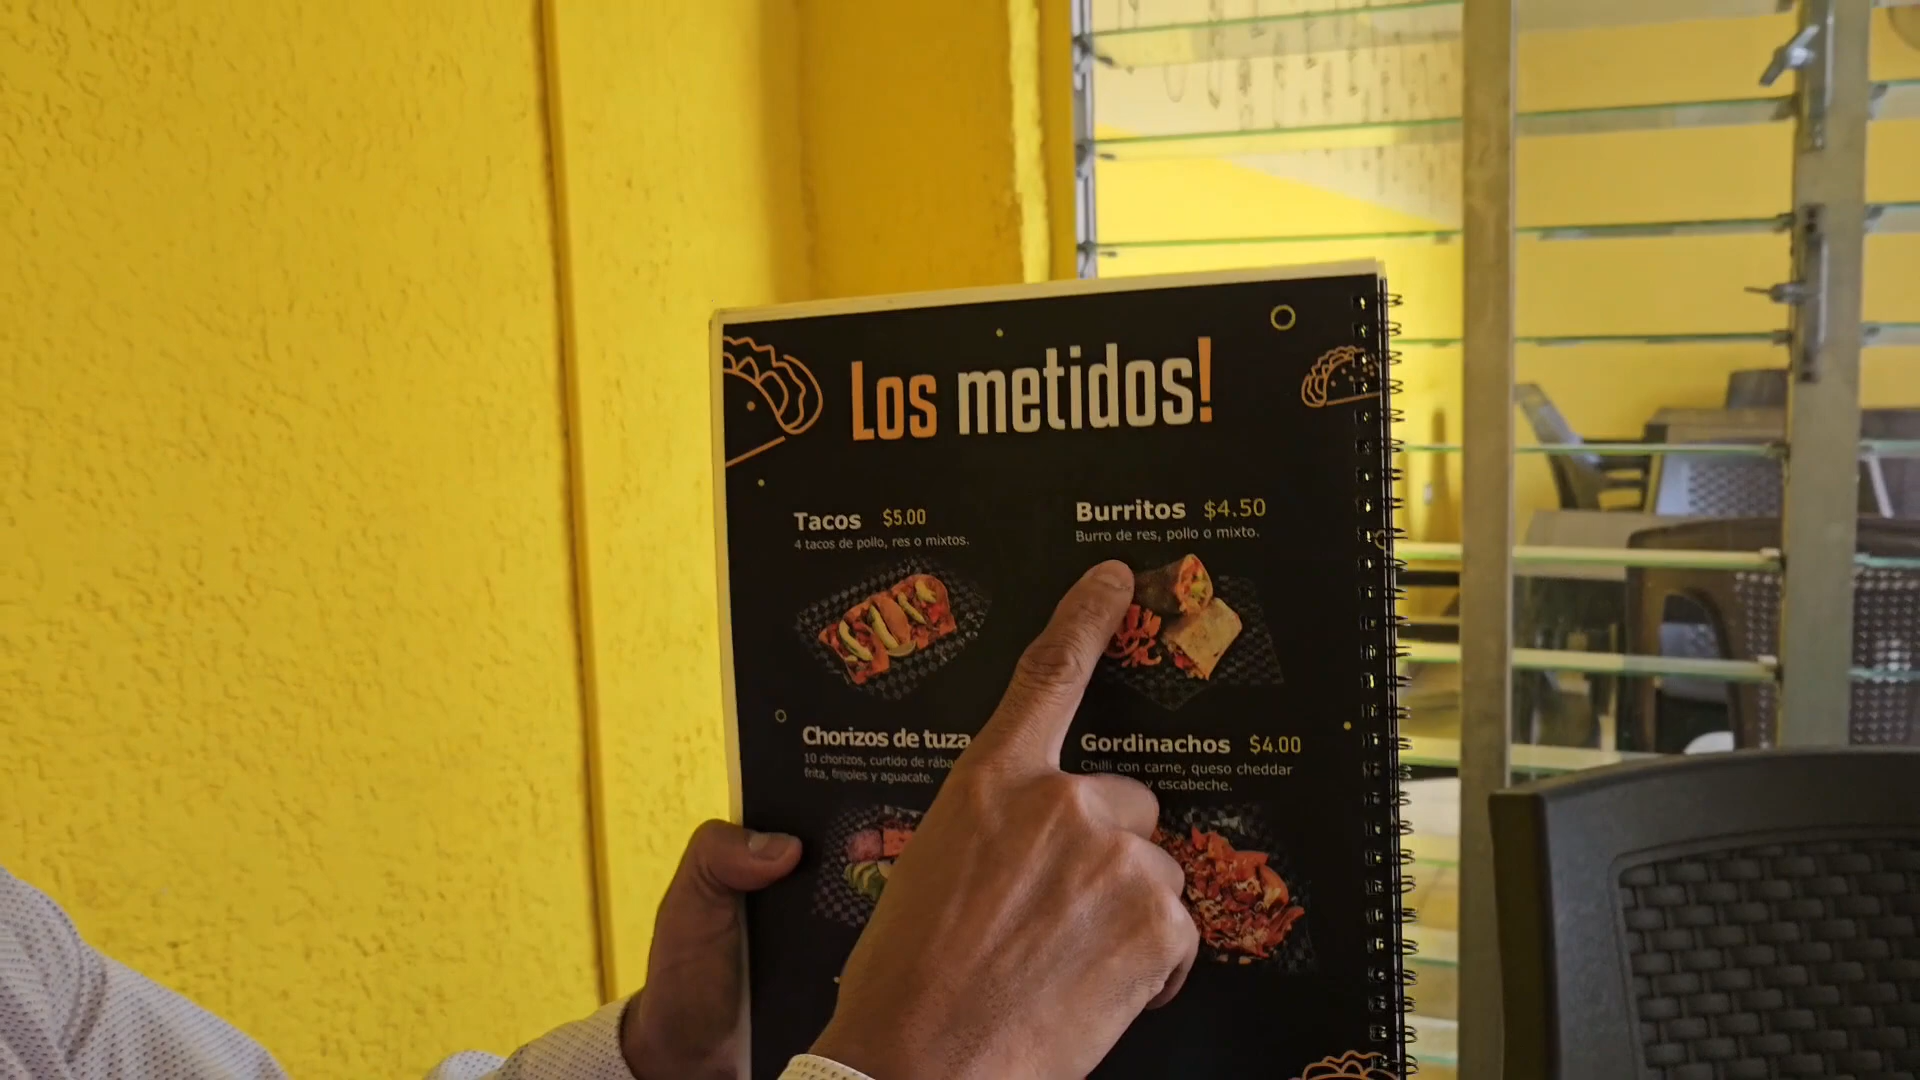 Los metidos!
Tacos $5.00
4 tacos de pollo, res o mixtos.
Burritos $4.50
Burro de res, pollo o mixto.
Chorizos de tuza
10 chorizos, curtido de
frita, frijoles y aguacate.
Gordinachos $4.00
Chilli con carne, queso cheddar
y escabeche.